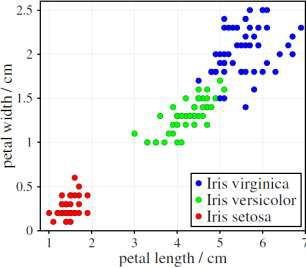 2.5
2
1.5
1
0.5
0
petal width / cm
Iris virginica
Iris versicolor
Iris setosa
1 2 3 4 5 6 7
petal length / cm